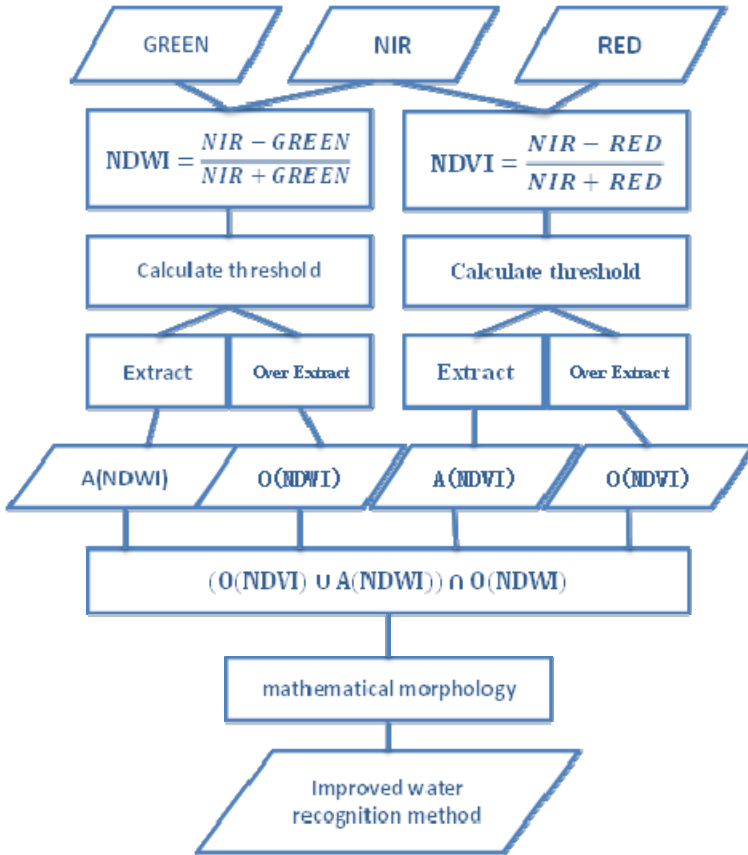 GREEN NIR RED
NDWI = (NIR − GREEN)/(NIR + GREEN) NDVI = (NIR − RED)/(NIR + RED)
Calculate threshold Calculate threshold
Extract Over Extract Extract Over Extract
A(NDWI) O(NDWI) A(NDVI) O(NDVI)
(O(NDVI) ∪ A(NDWI)) ∩ O(NDWI)
mathematical morphology
Improved water
recognition method